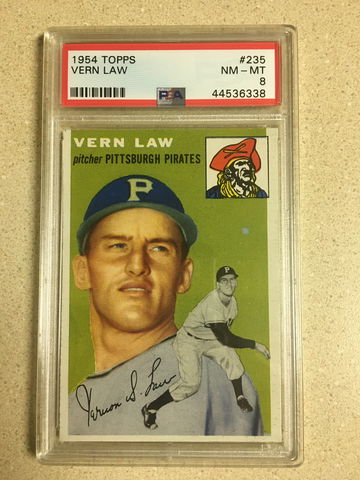 1954 TOPPS #235
VERN LAW NM - MT
8
PSA 44536338
VERN LAW
pitcher PITTSBURGH PIRATES
P
P
Vernon S. Law